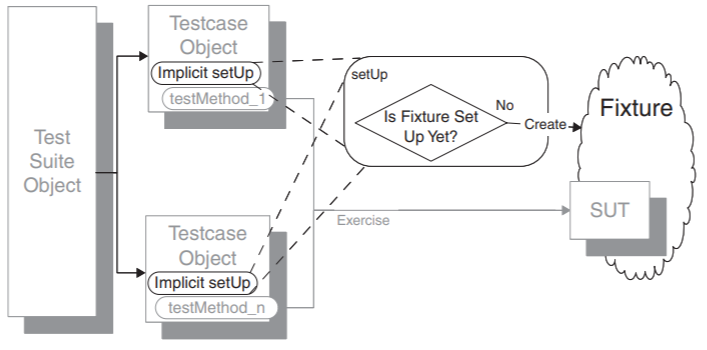 Test
Suite
Object
Testcase
Object
Implicit setUp
testMethod_1
Testcase
Object
Implicit setUp
testMethod_n
setUp
Is Fixture Set
Up Yet?
No
Create
Exercise
Fixture
SUT